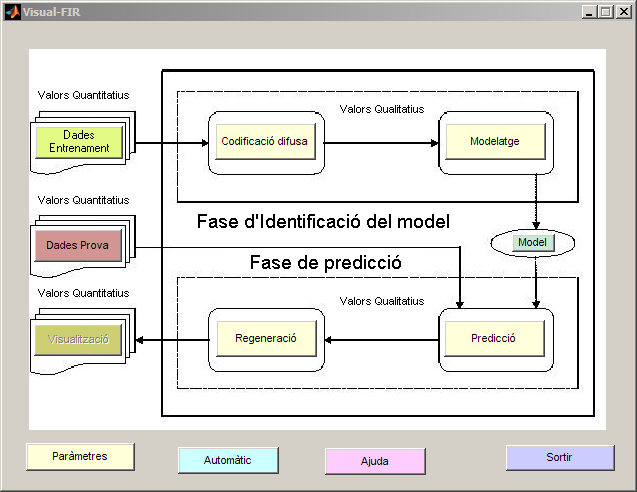 Visual-FIR
Valors Quantitatius
Valors Qualitatius
Dades
Entrenament
Codificació difusa
Modelatge
Valors Quantitatius
Fase d'Identificació del model
Dades Prova
Model
Fase de predicció
Valors Quantitatius
Valors Qualitatius
Visualització
Regeneració
Predicció
Paràmetres
Automàtic
Ajuda
Sortir